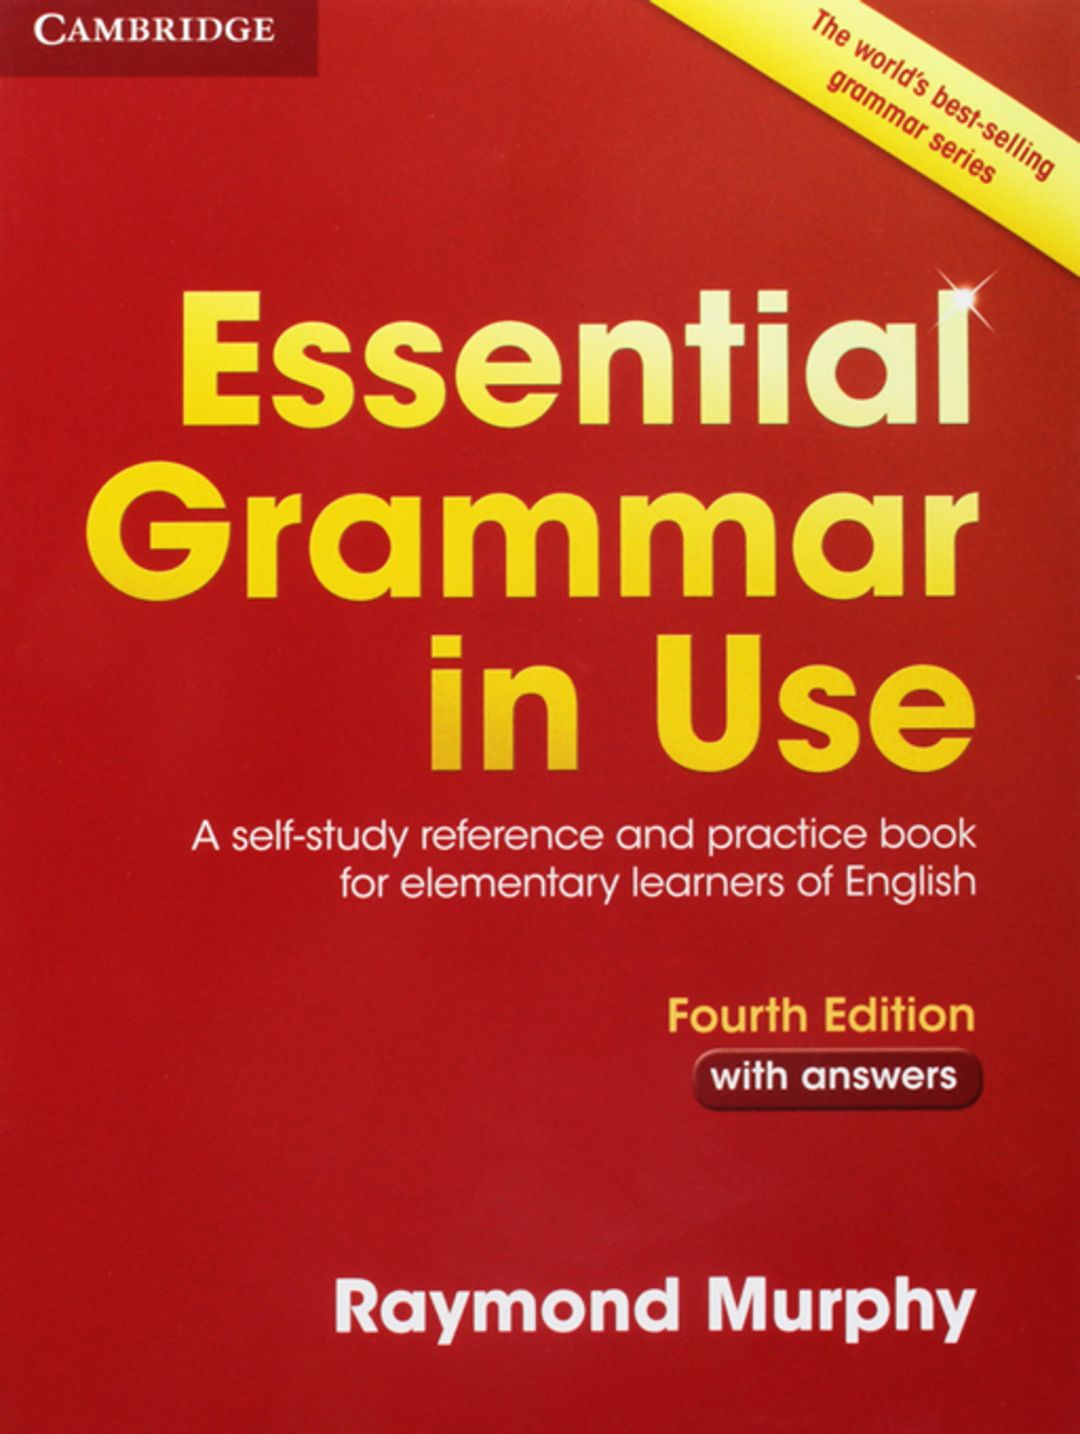 CAMBRIDGE
The world's best-selling
grammar series
Essential
Grammar
in Use
A self-study reference and practice book
for elementary learners of English
Fourth Edition
with answers
Raymond Murphy